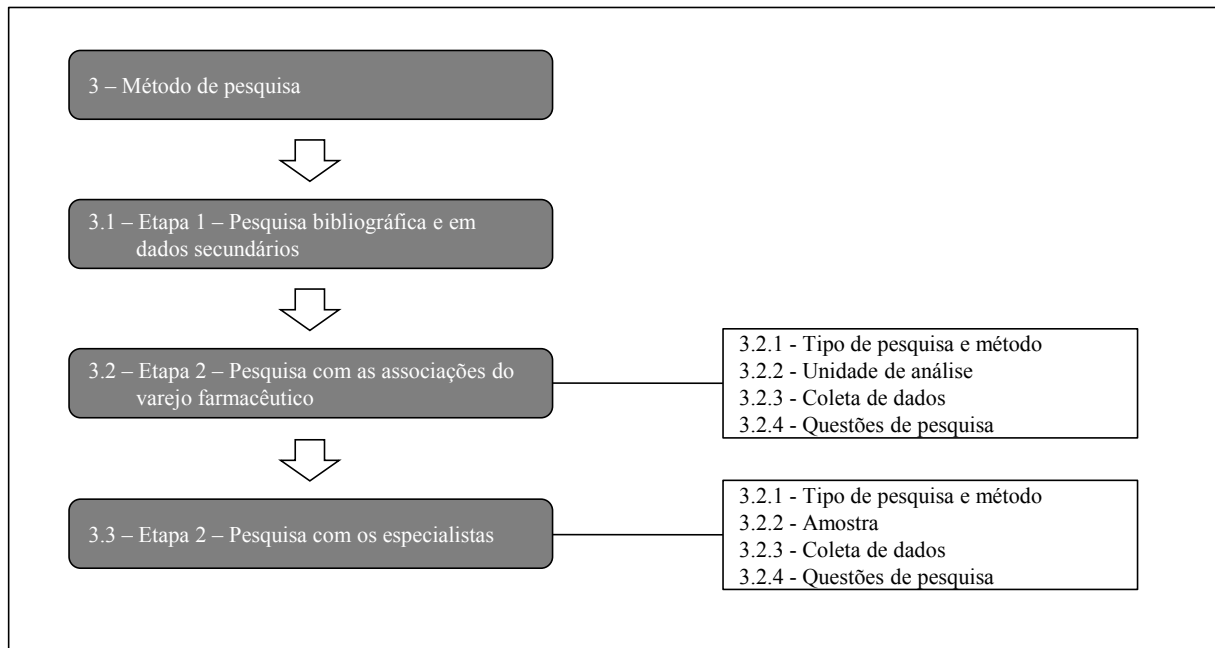 3 – Método de pesquisa
3.1 – Etapa 1 – Pesquisa bibliográfica e em
dados secundários
3.2 – Etapa 2 – Pesquisa com as associações do
varejo farmacêutico
3.2.1 - Tipo de pesquisa e método
3.2.2 - Unidade de análise
3.2.3 - Coleta de dados
3.2.4 - Questões de pesquisa
3.3 – Etapa 2 – Pesquisa com os especialistas
3.2.1 - Tipo de pesquisa e método
3.2.2 - Amostra
3.2.3 - Coleta de dados
3.2.4 - Questões de pesquisa